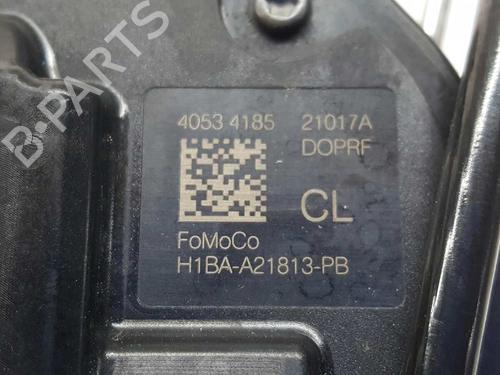 B-PARTS
4053 4185 21017A
DOPRF
CL
FoMoCo
H1BA-A21813-PB